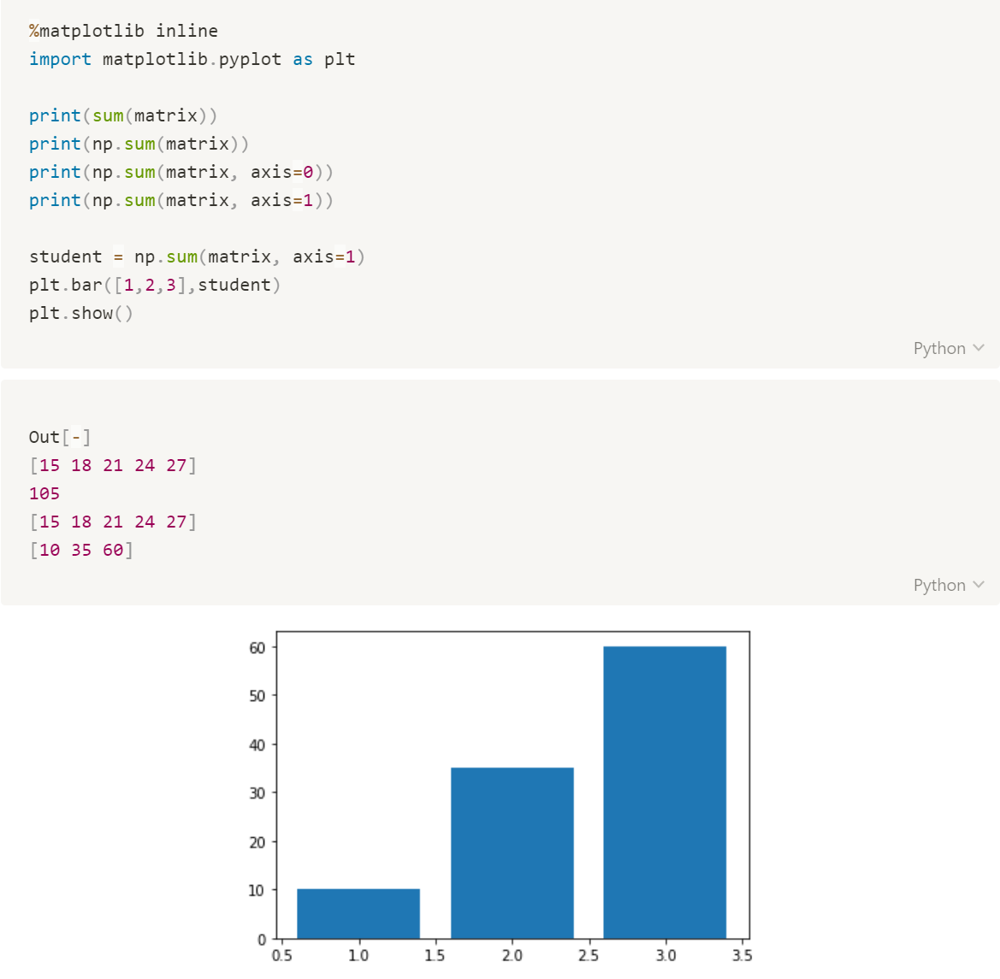 %matplotlib inline
import matplotlib.pyplot as plt
print(sum(matrix))
print(np.sum(matrix))
print(np.sum(matrix, axis=0))
print(np.sum(matrix, axis=1))
student = np.sum(matrix, axis=1)
plt.bar([1,2,3],student)
plt.show()
Python
Out[-]
[15 18 21 24 27]
105
[15 18 21 24 27]
[10 35 60]
Python
60
50
40
30
20
10
0
0.5 1.0 1.5 2.0 2.5 3.0 3.5